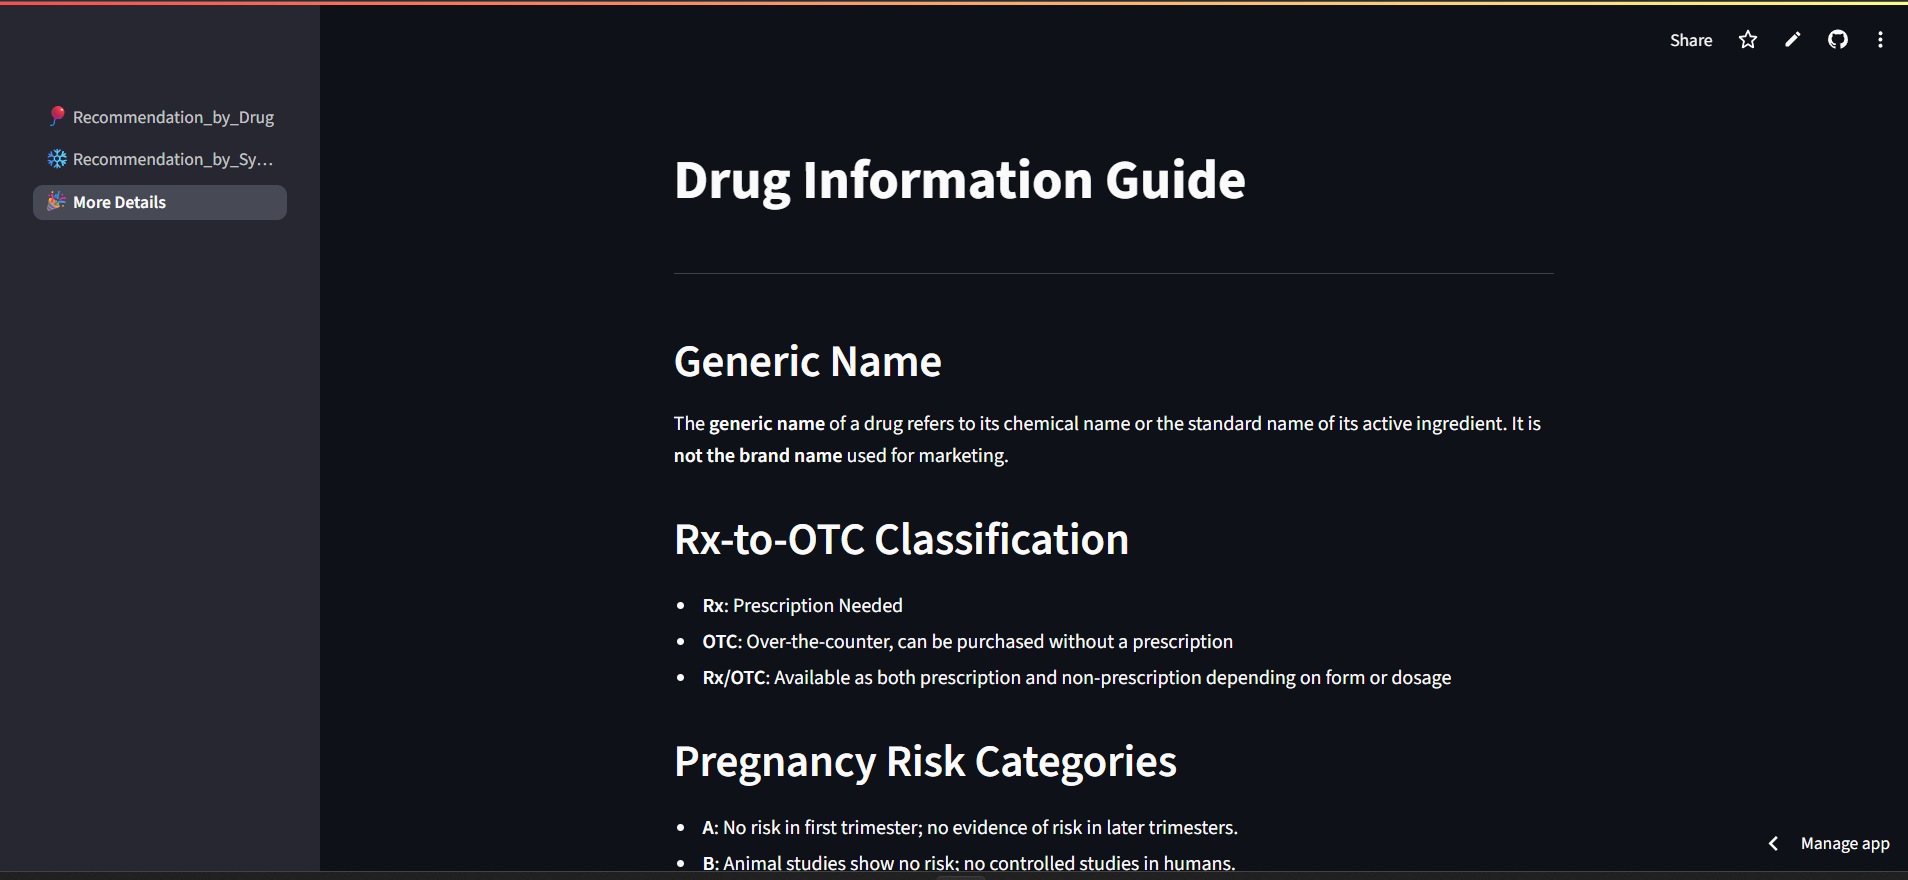 Share
Recommendation_by_Drug
Recommendation_by_Sy...
More Details
Drug Information Guide
Generic Name
The generic name of a drug refers to its chemical name or the standard name of its active ingredient. It is
not the brand name used for marketing.
Rx-to-OTC Classification
• Rx: Prescription Needed
• OTC: Over-the-counter, can be purchased without a prescription
• Rx/OTC: Available as both prescription and non-prescription depending on form or dosage
Pregnancy Risk Categories
• A: No risk in first trimester; no evidence of risk in later trimesters.
• B: Animal studies show no risk; no controlled studies in humans.
Manage app